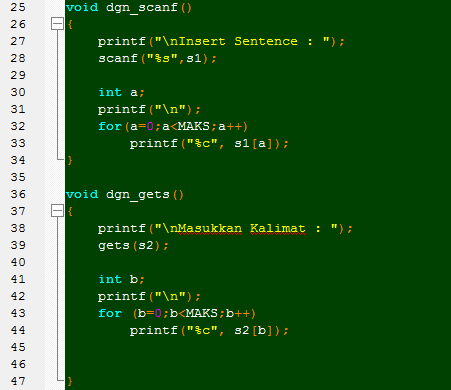 25 void dgn_scanf()
26 {
27     printf("\nInsert Sentence : ");
28     scanf("%s",s1);
29
30     int a;
31     printf("\n");
32     for(a=0;a<MAKS;a++)
33         printf("%c", s1[a]);
34 }
35
36 void dgn_gets()
37 {
38     printf("\nMasukkan Kalimat : ");
39     gets(s2);
40
41     int b;
42     printf("\n");
43     for (b=0;b<MAKS;b++)
44         printf("%c", s2[b]);
45
46
47 }